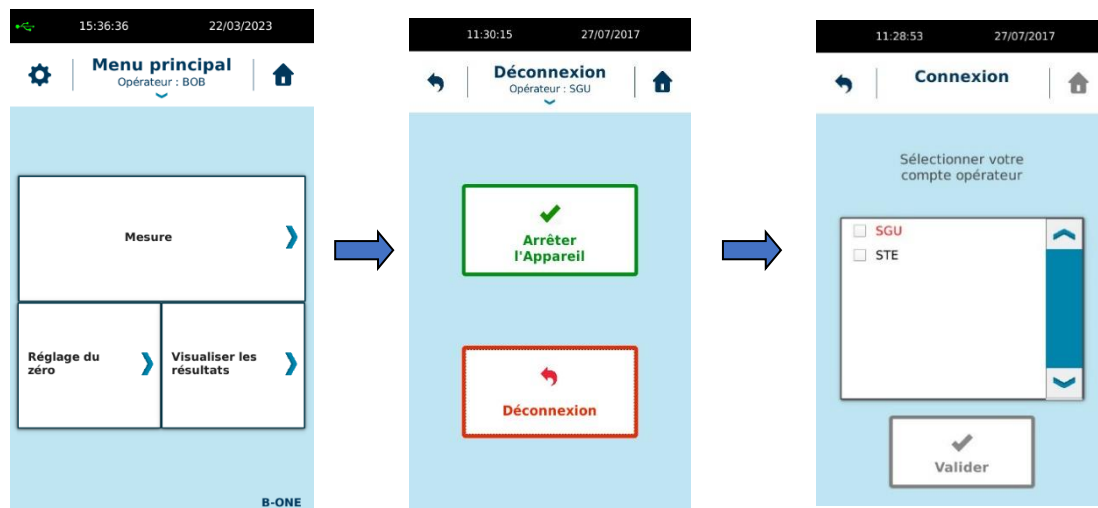 15:36:36 22/03/2023
Menu principal
Opérateur : BOB
Mesure
Réglage du
zéro
Visualiser les
résultats
B-ONE
11:30:15 27/07/2017
Déconnexion
Opérateur : SGU
Arrêter
l'Appareil
Déconnexion
11:28:53 27/07/2017
Connexion
Sélectionner votre
compte opérateur
SGU
STE
Valider